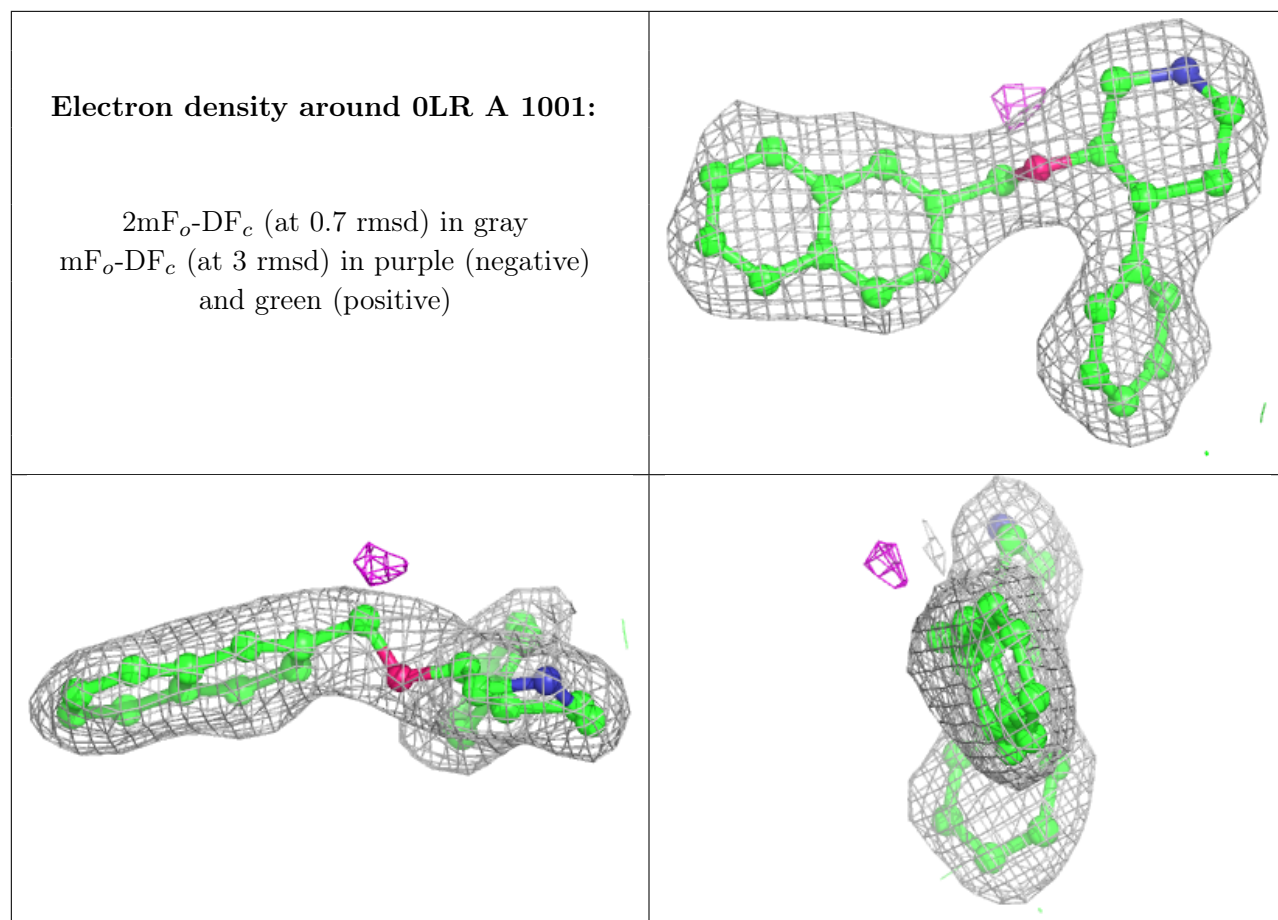 Electron density around 0LR A 1001:
2mFo-DFc (at 0.7 rmsd) in gray
mFo-DFc (at 3 rmsd) in purple (negative)
and green (positive)